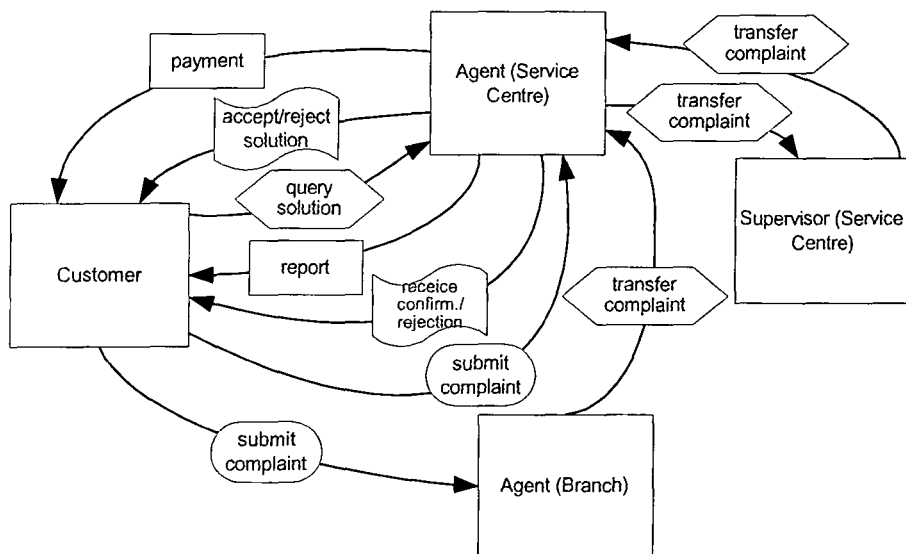 transfer
complaint
payment
Agent (Service
Centre)
accept/reject
solution
transfer
complaint
query
solution
Supervisor (Service
Centre)
Customer
report
receice
confirm./
rejection
transfer
complaint
submit
complaint
submit
complaint
Agent (Branch)